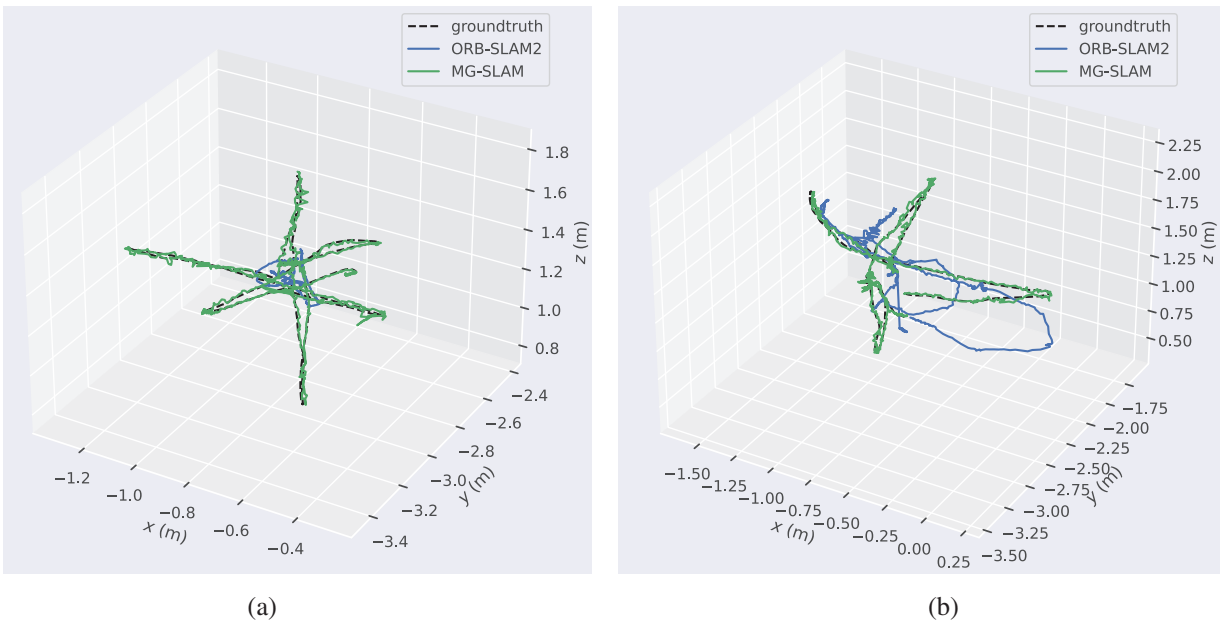 groundtruth
ORB-SLAM2
MG-SLAM
1.8
1.6
1.4
1.2
1.0
0.8
z (m)
−2.4
−2.6
−2.8
−3.0
−3.2
−3.4
y (m)
−1.2
−1.0
−0.8
−0.6
−0.4
x (m)
(a)
groundtruth
ORB-SLAM2
MG-SLAM
2.25
2.00
1.75
1.50
1.25
1.00
0.75
0.50
z (m)
−1.75
−2.00
−2.25
−2.50
−2.75
−3.00
−3.25
−3.50
y (m)
−1.50
−1.25
−1.00
−0.75
−0.50
−0.25
0.00
0.25
x (m)
(b)